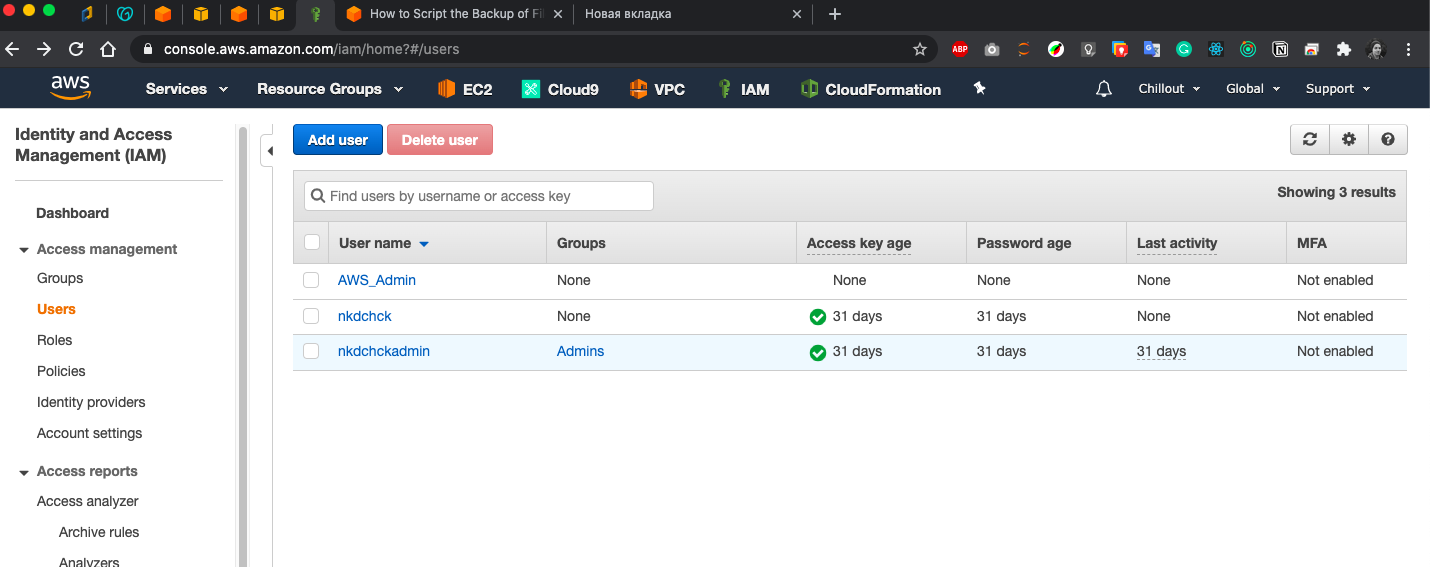 How to Script the Backup of Fi
Новая вкладка
console.aws.amazon.com/iam/home?#/users
ABP
aws Services Resource Groups EC2 Cloud9 VPC IAM CloudFormation Chillout Global Support
Identity and Access
Management (IAM)
Dashboard
Access management
Groups
Users
Roles
Policies
Identity providers
Account settings
Access reports
Access analyzer
Archive rules
Analyzers
Add user Delete user
Find users by username or access key
Showing 3 results
User name Groups Access key age Password age Last activity MFA
AWS_Admin None None None None Not enabled
nkdchck None 31 days 31 days None Not enabled
nkdchckadmin Admins 31 days 31 days 31 days Not enabled